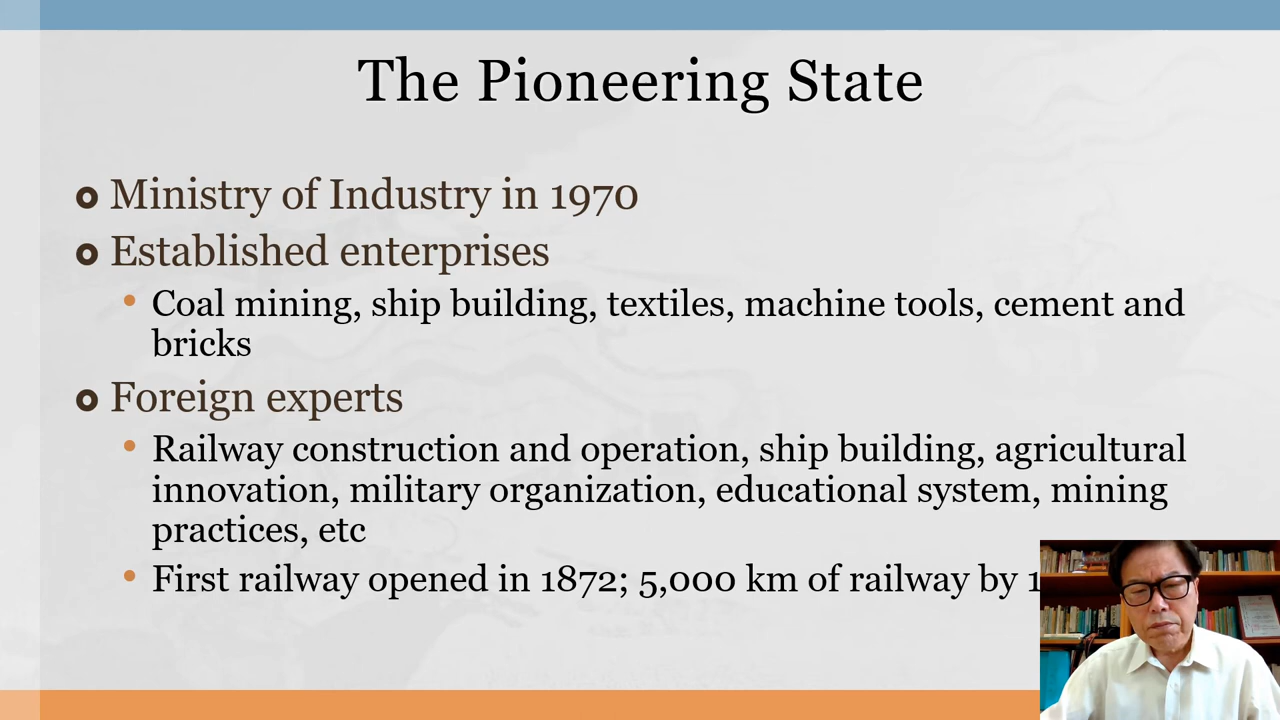 The Pioneering State
Ministry of Industry in 1970
Established enterprises
Coal mining, ship building, textiles, machine tools, cement and
bricks
Foreign experts
Railway construction and operation, ship building, agricultural
innovation, military organization, educational system, mining
practices, etc
First railway opened in 1872; 5,000 km of railway by